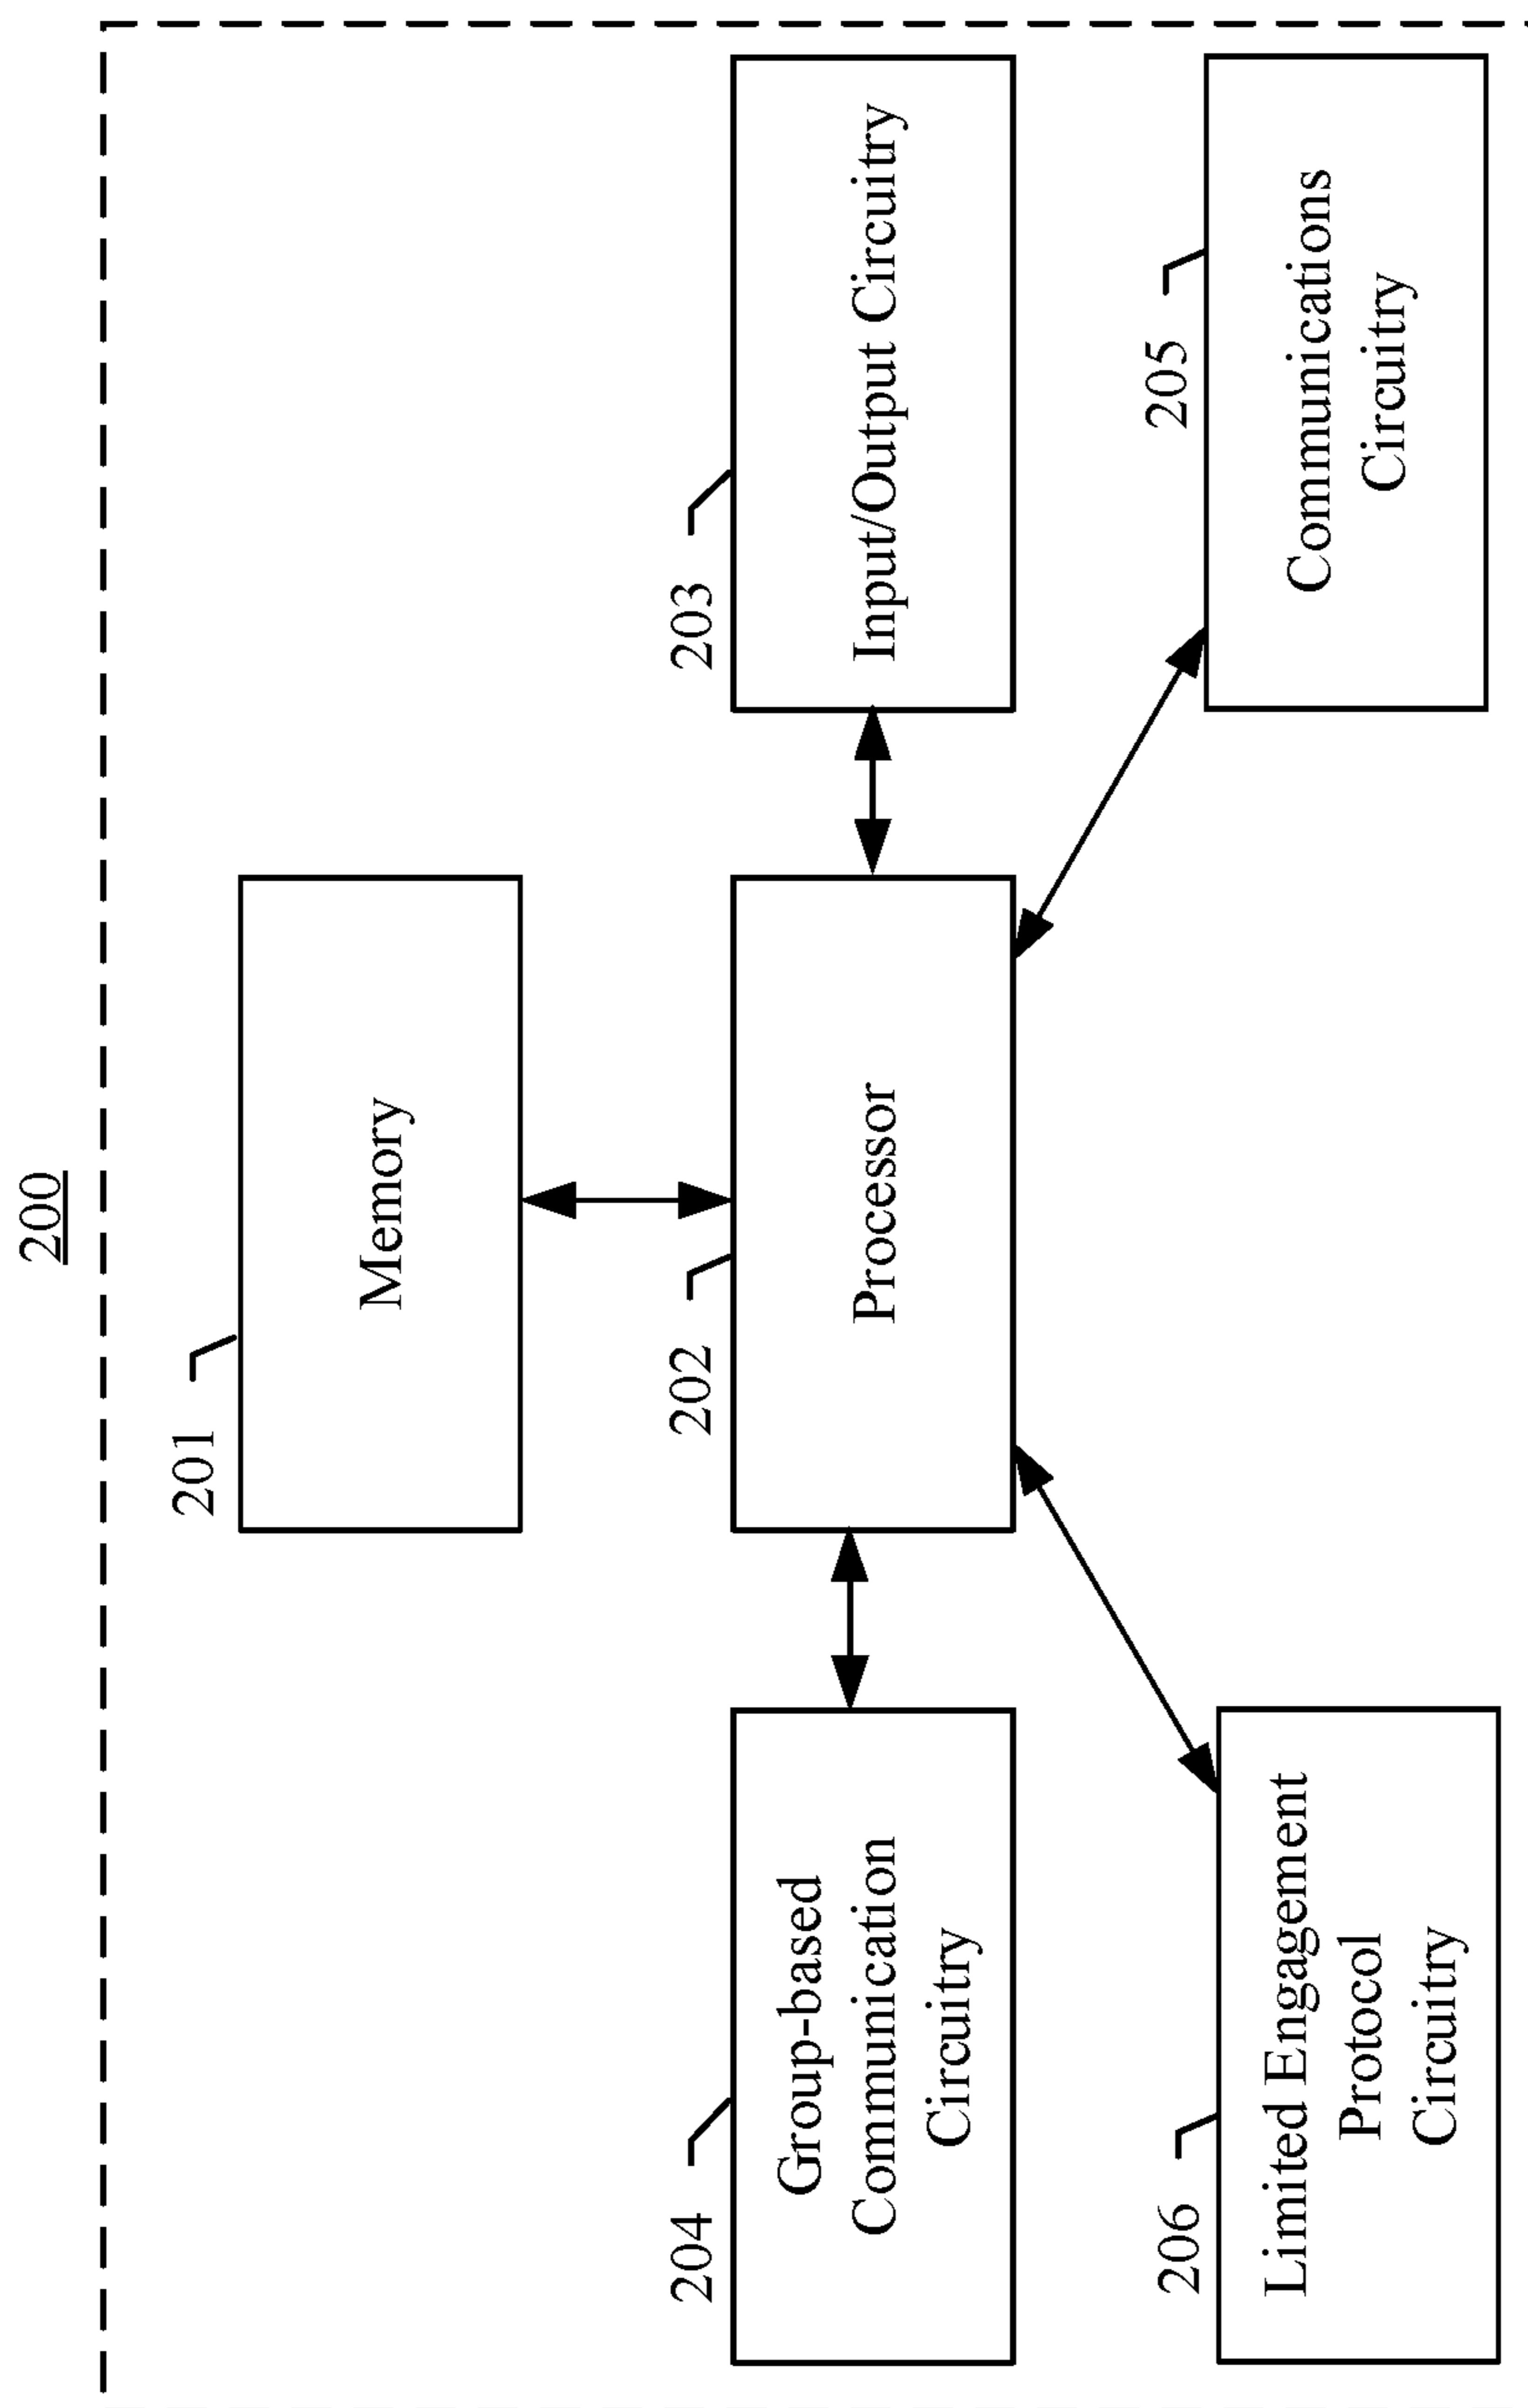 200
201
Memory
204
Group-based
Communication
Circuitry
202
Processor
203
Input/Output Circuitry
206
Limited Engagement
Protocol
Circuitry
205
Communications
Circuitry